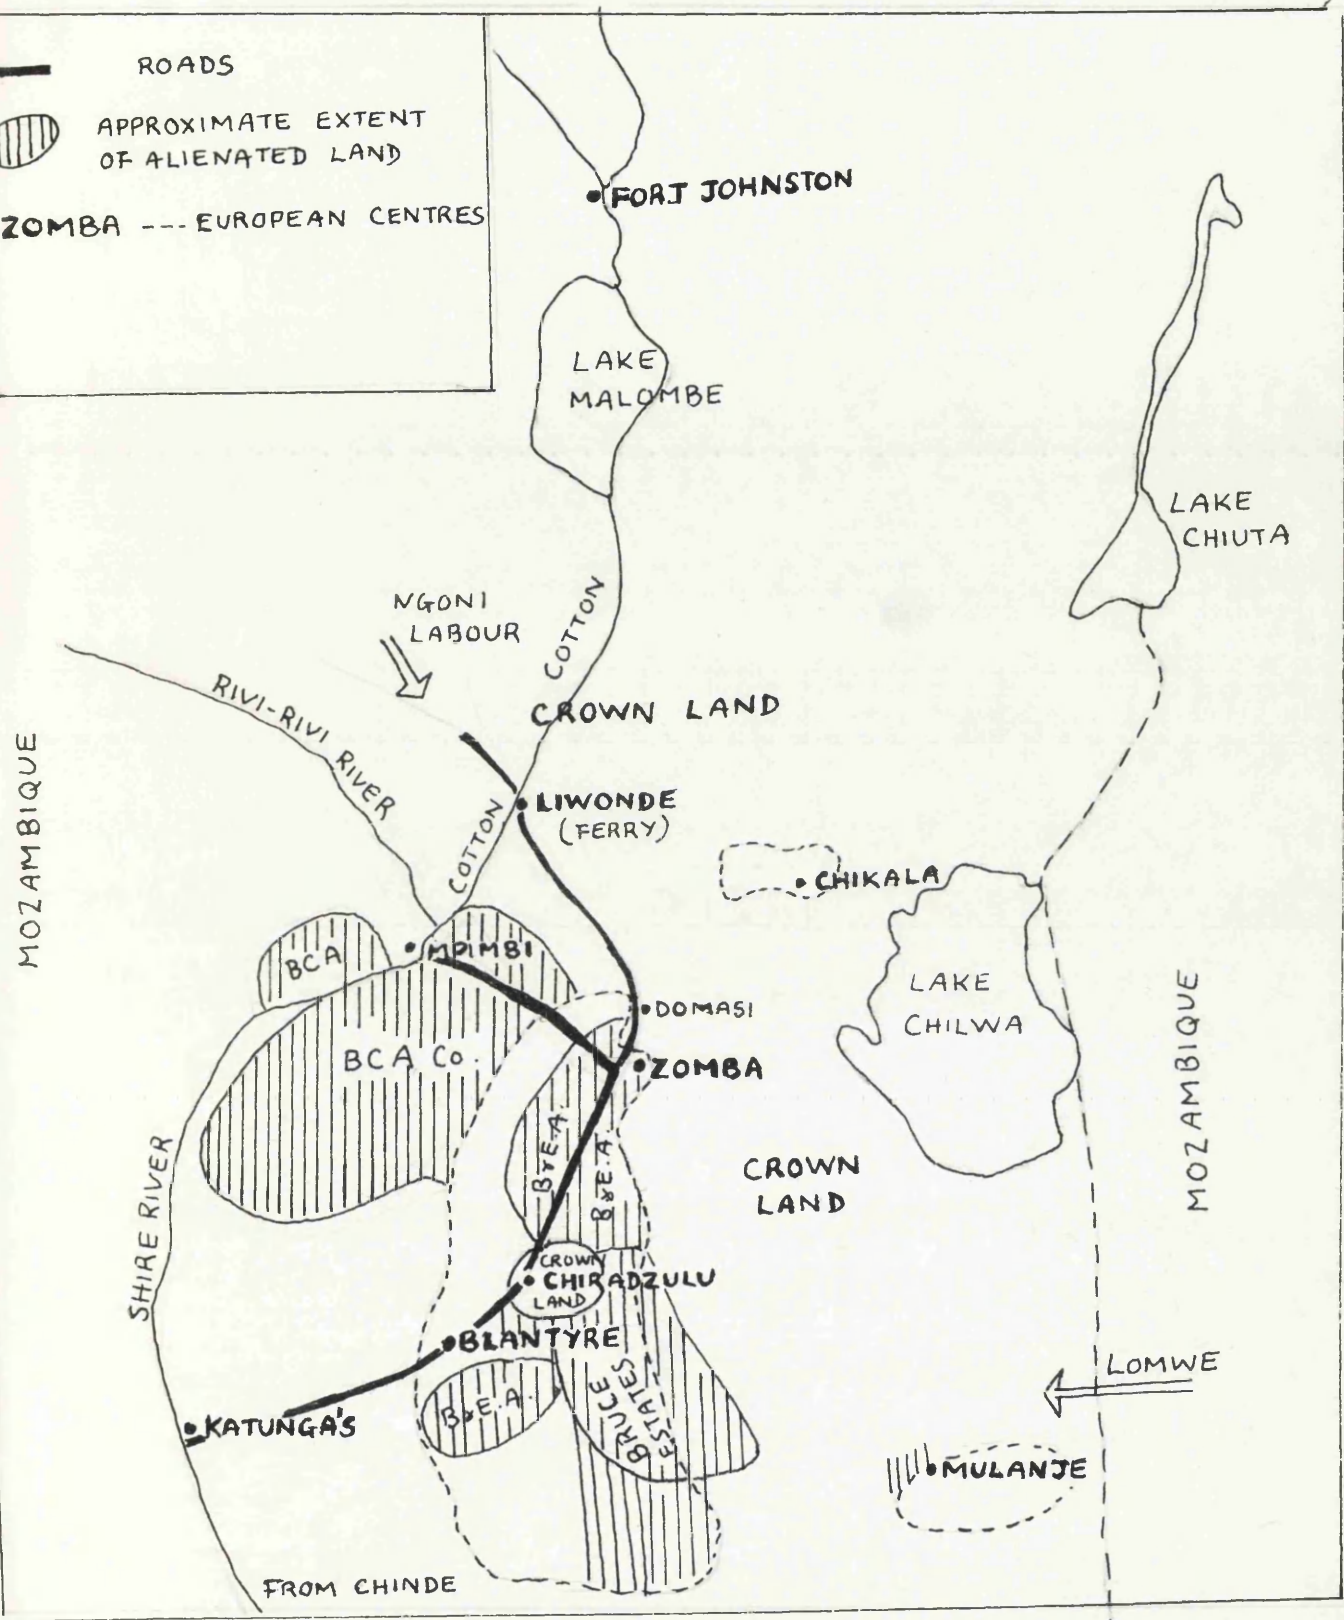 ROADS
APPROXIMATE EXTENT
OF ALIENATED LAND
ZOMBA --- EUROPEAN CENTRES
FORT JOHNSTON
LAKE
MALOMBE
LAKE
CHIUTA
NGONI
LABOUR
COTTON
RIVI-RIVI RIVER
CROWN LAND
MOZAMBIQUE
LIWONDE
(FERRY)
COTTON
CHIKALA
MPIMBI
BCA
LAKE
CHILWA
DOMASI
BCA Co.
ZOMBA
MOZAMBIQUE
B&E.A.
B&E.A.
CROWN
LAND
SHIRE RIVER
CROWN
CHIRADZULU
LAND
BLANTYRE
LOMWE
BRUCE
ESTATES
B&E.A.
KATUNGA'S
MULANJE
FROM CHINDE